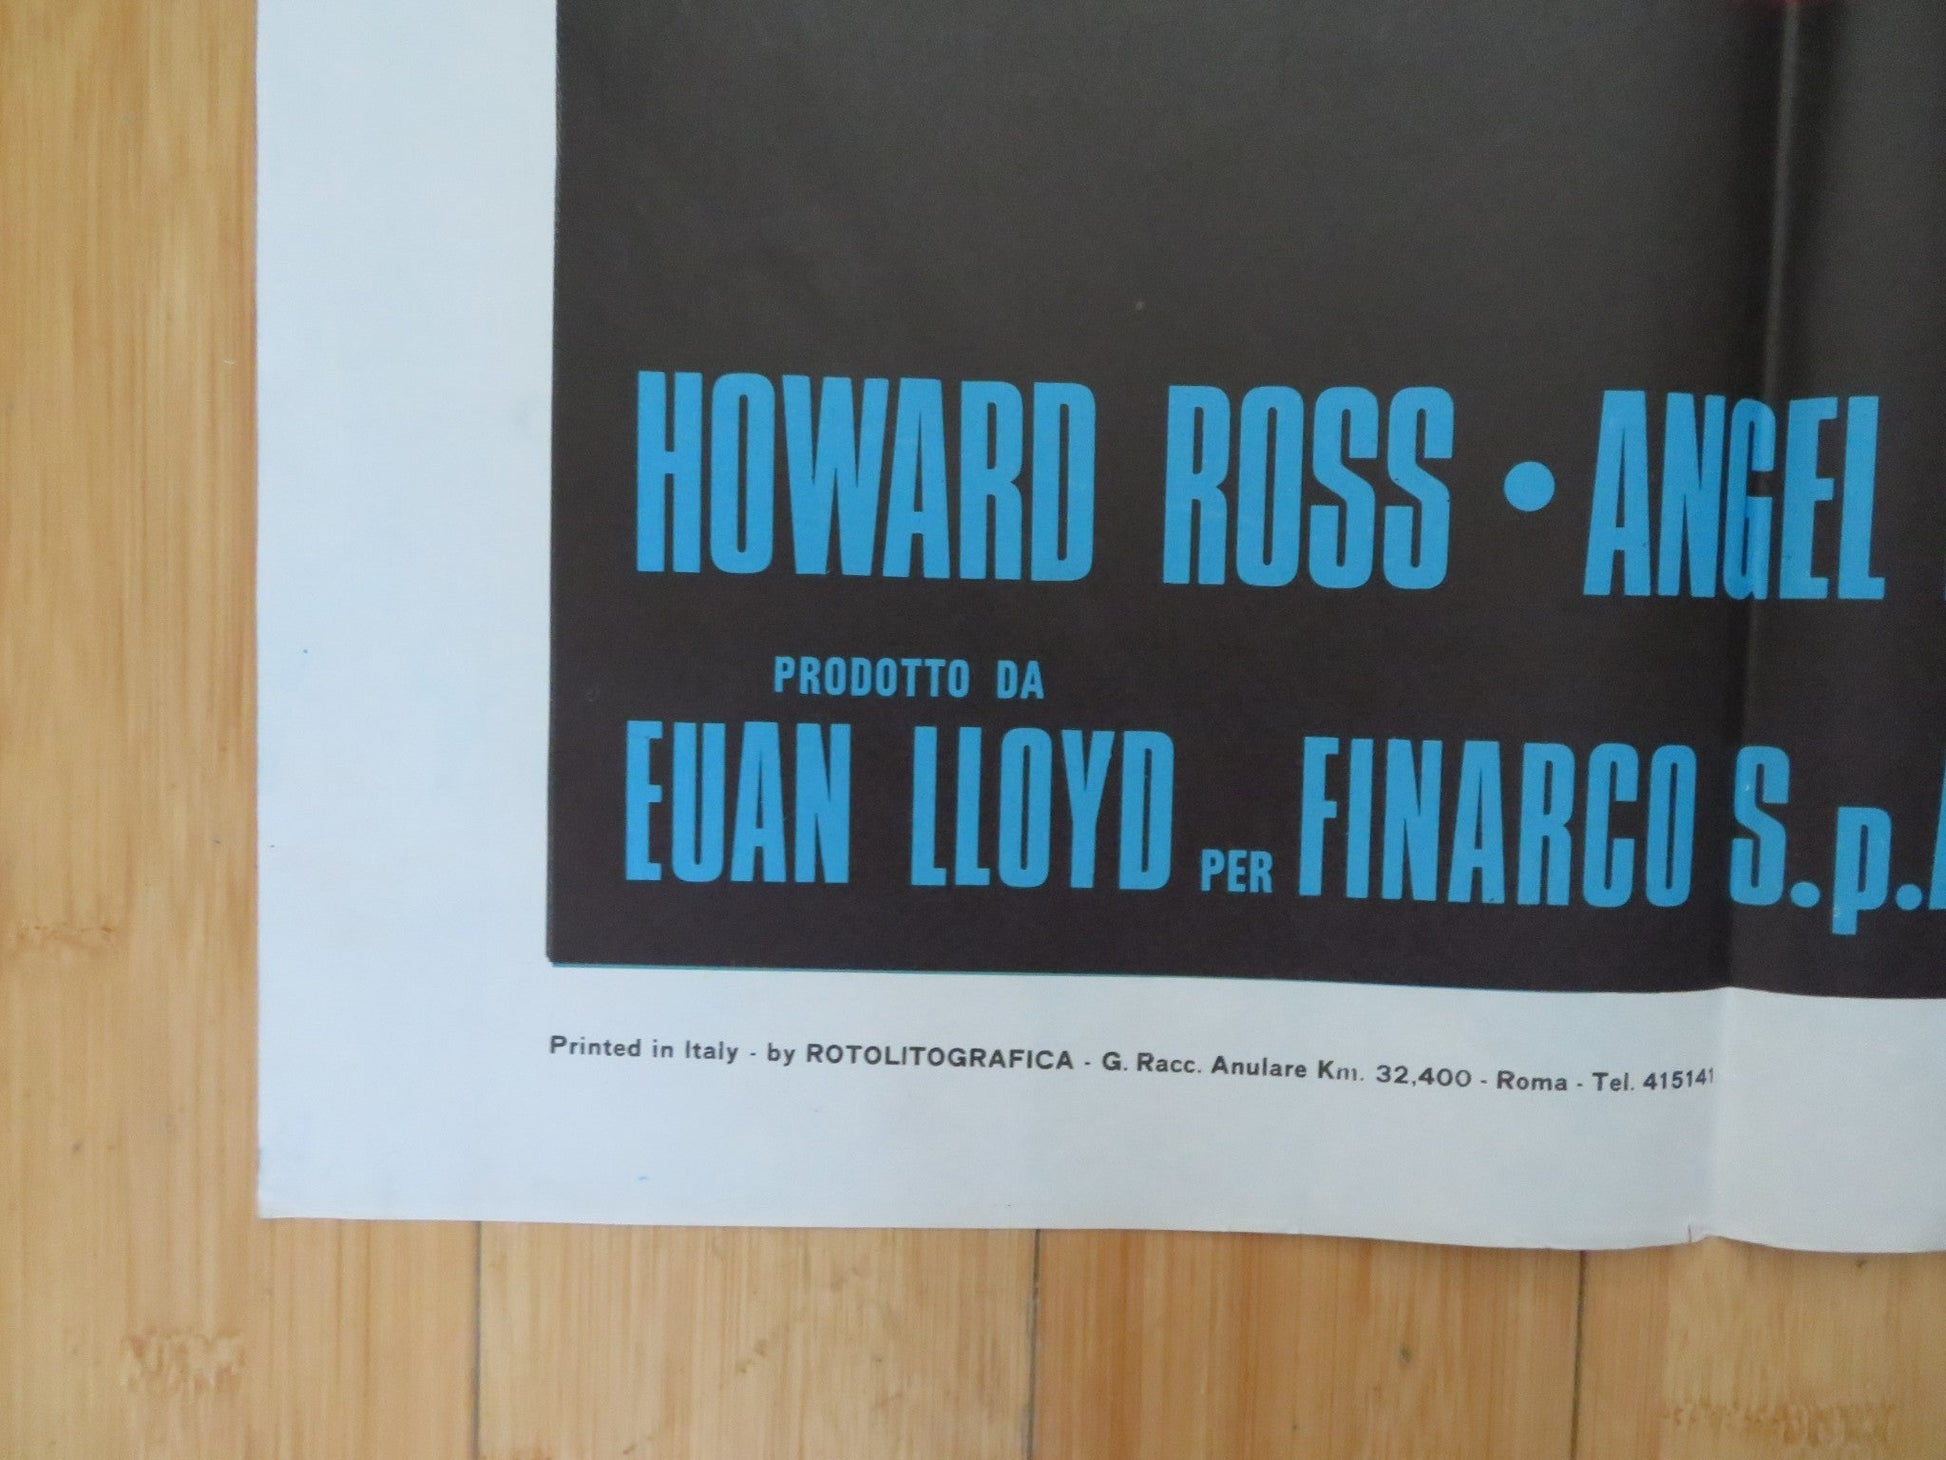 HOWARD ROSS • ANGEL
PRODOTTO DA
EUAN LLOYD PER FINARCO S.p.A
Printed in Italy - by ROTOLITOGRAFICA - G. Racc. Anulare Km. 32,400 - Roma - Tel. 415141